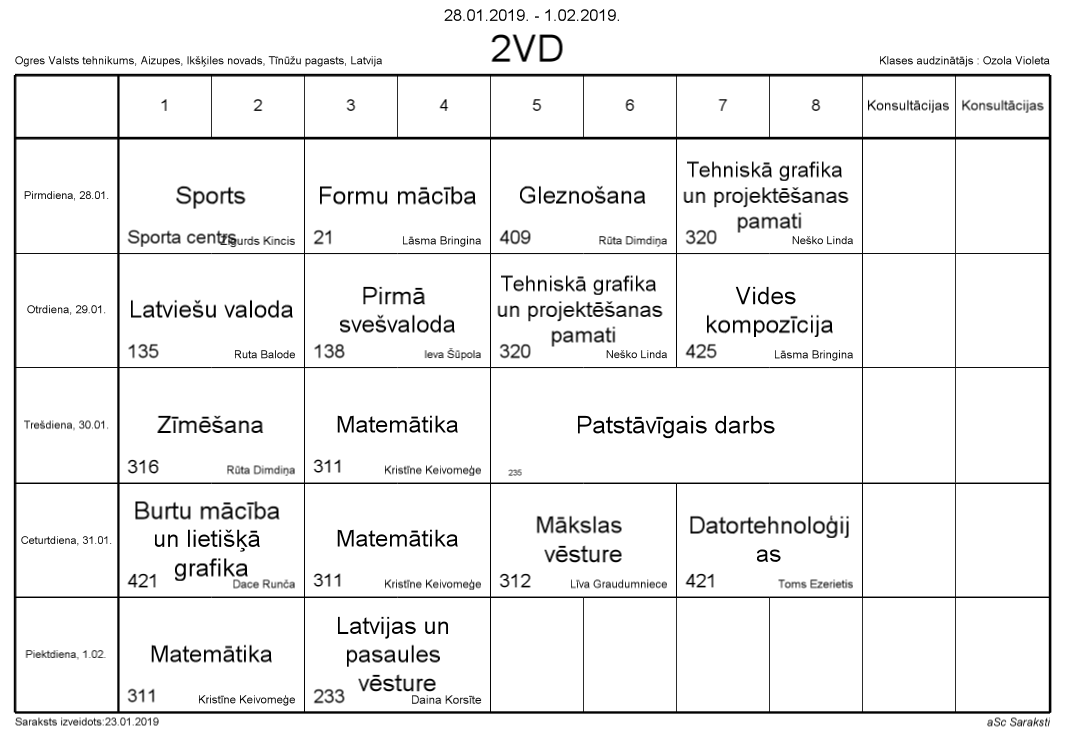 28.01.2019. - 1.02.2019.
2VD
Ogres Valsts tehnikums, Aizupes, Ikšķiles novads, Tīnūžu pagasts, Latvija
Klases audzinātājs : Ozola Violeta
1 2 3 4 5 6 7 8 Konsultācijas Konsultācijas
Pirmdiena, 28.01.
Sports
Sporta centrs Zigurds Kincis
Formu mācība
21 Lāsma Bringina
Gleznošana
409 Rūta Dimdiņa
Tehniskā grafika
un projektēšanas
pamati
320 Neško Linda
Otrdiena, 29.01.
Latviešu valoda
135 Ruta Balode
Pirmā
svešvaloda
138 Ieva Šūpola
Tehniskā grafika
un projektēšanas
pamati
320 Neško Linda
Vides
kompozīcija
425 Lāsma Bringina
Trešdiena, 30.01.
Zīmēšana
316 Rūta Dimdiņa
Matemātika
311 Kristīne Keivomeģe
Patstāvīgais darbs
235
Ceturtdiena, 31.01.
Burtu mācība
un lietišķā
grafika
421 Dace Runča
Matemātika
311 Kristīne Keivomeģe
Mākslas
vēsture
312 Līva Graudumniece
Datortehnoloģij
as
421 Toms Ezerietis
Piektdiena, 1.02.
Matemātika
311 Kristīne Keivomeģe
Latvijas un
pasaules
vēsture
233 Daina Korsīte
Saraksts izveidots:23.01.2019
aSc Saraksti